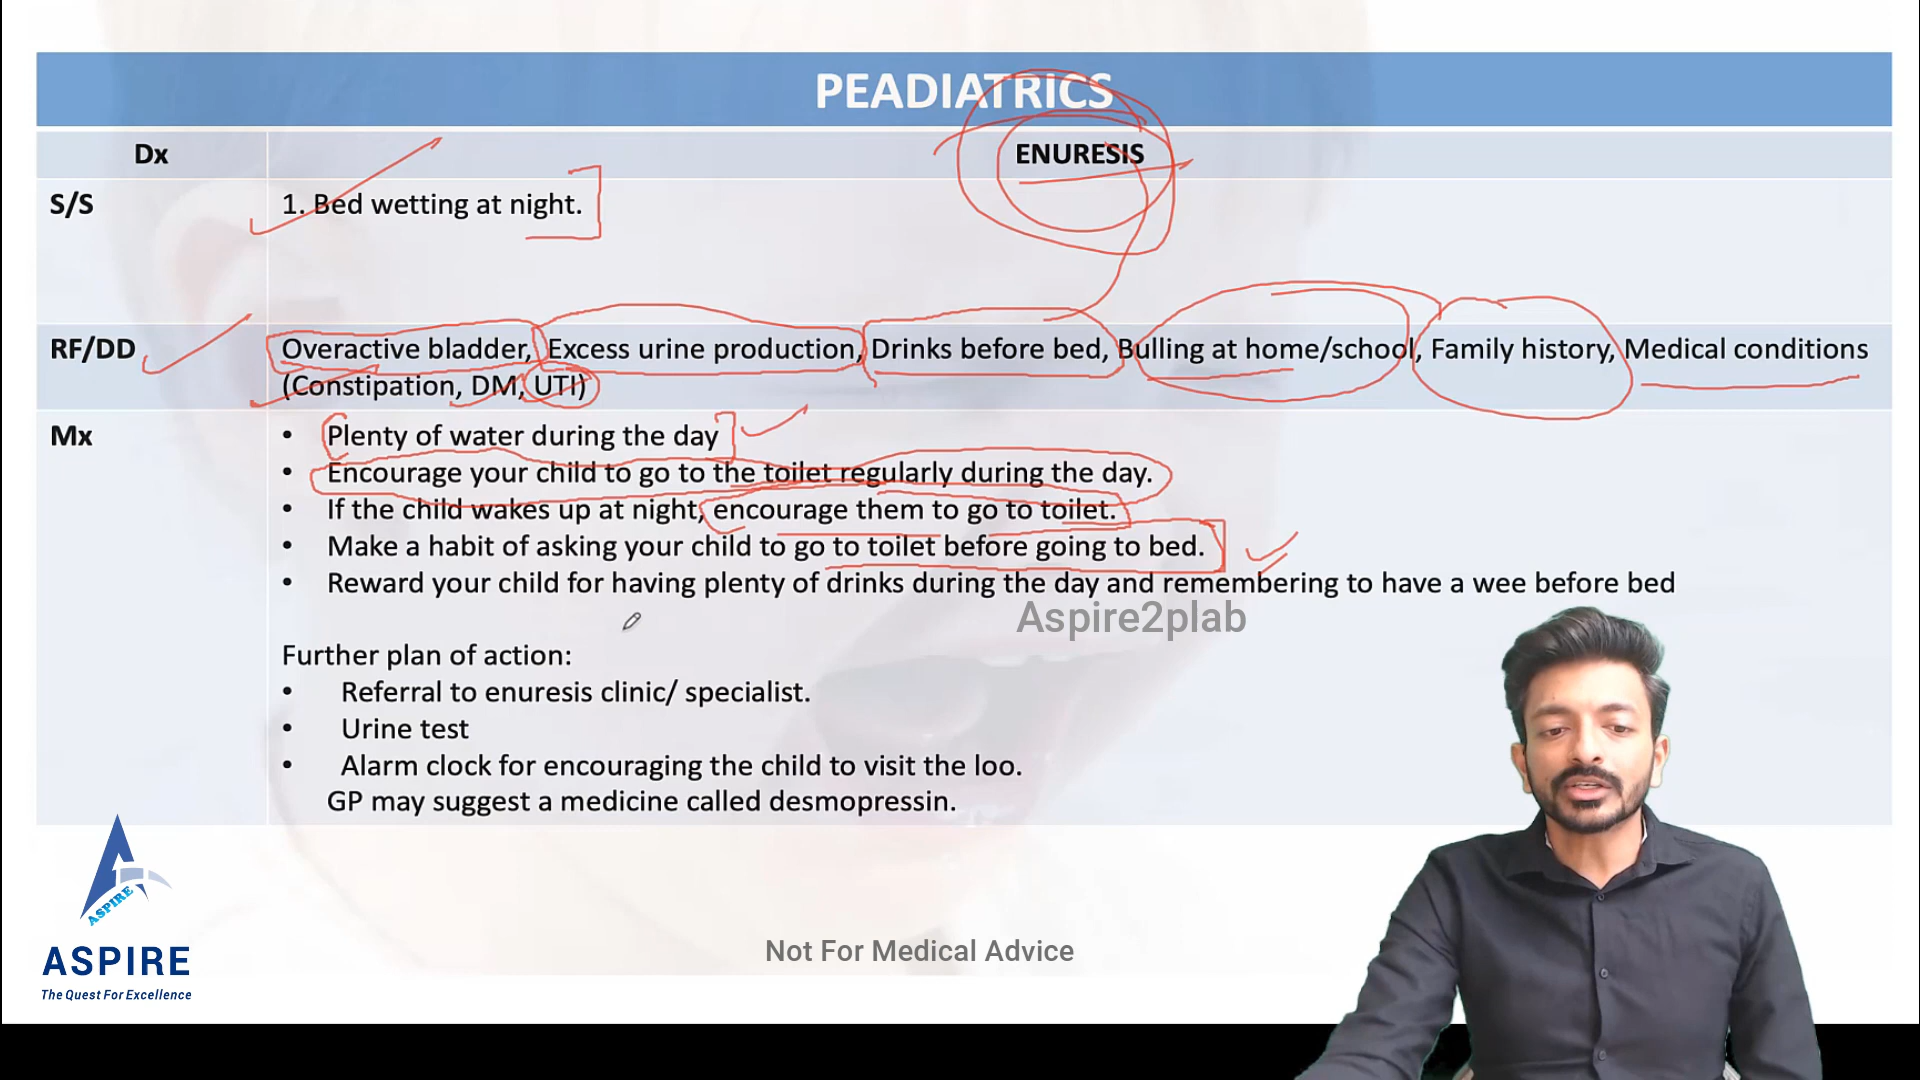 PEADIATRICS
Dx
ENURESIS
S/S
1. Bed wetting at night.
RF/DD
Overactive bladder, Excess urine production, Drinks before bed, Bulling at home/school, Family history, Medical conditions
(Constipation, DM, UTI)
Mx
• Plenty of water during the day
• Encourage your child to go to the toilet regularly during the day.
• If the child wakes up at night, encourage them to go to toilet.
• Make a habit of asking your child to go to toilet before going to bed.
• Reward your child for having plenty of drinks during the day and remembering to have a wee before bed
Aspire2plab
Further plan of action:
• Referral to enuresis clinic/ specialist.
• Urine test
• Alarm clock for encouraging the child to visit the loo.
GP may suggest a medicine called desmopressin.
ASPIRE
ASPIRE
The Quest For Excellence
Not For Medical Advice